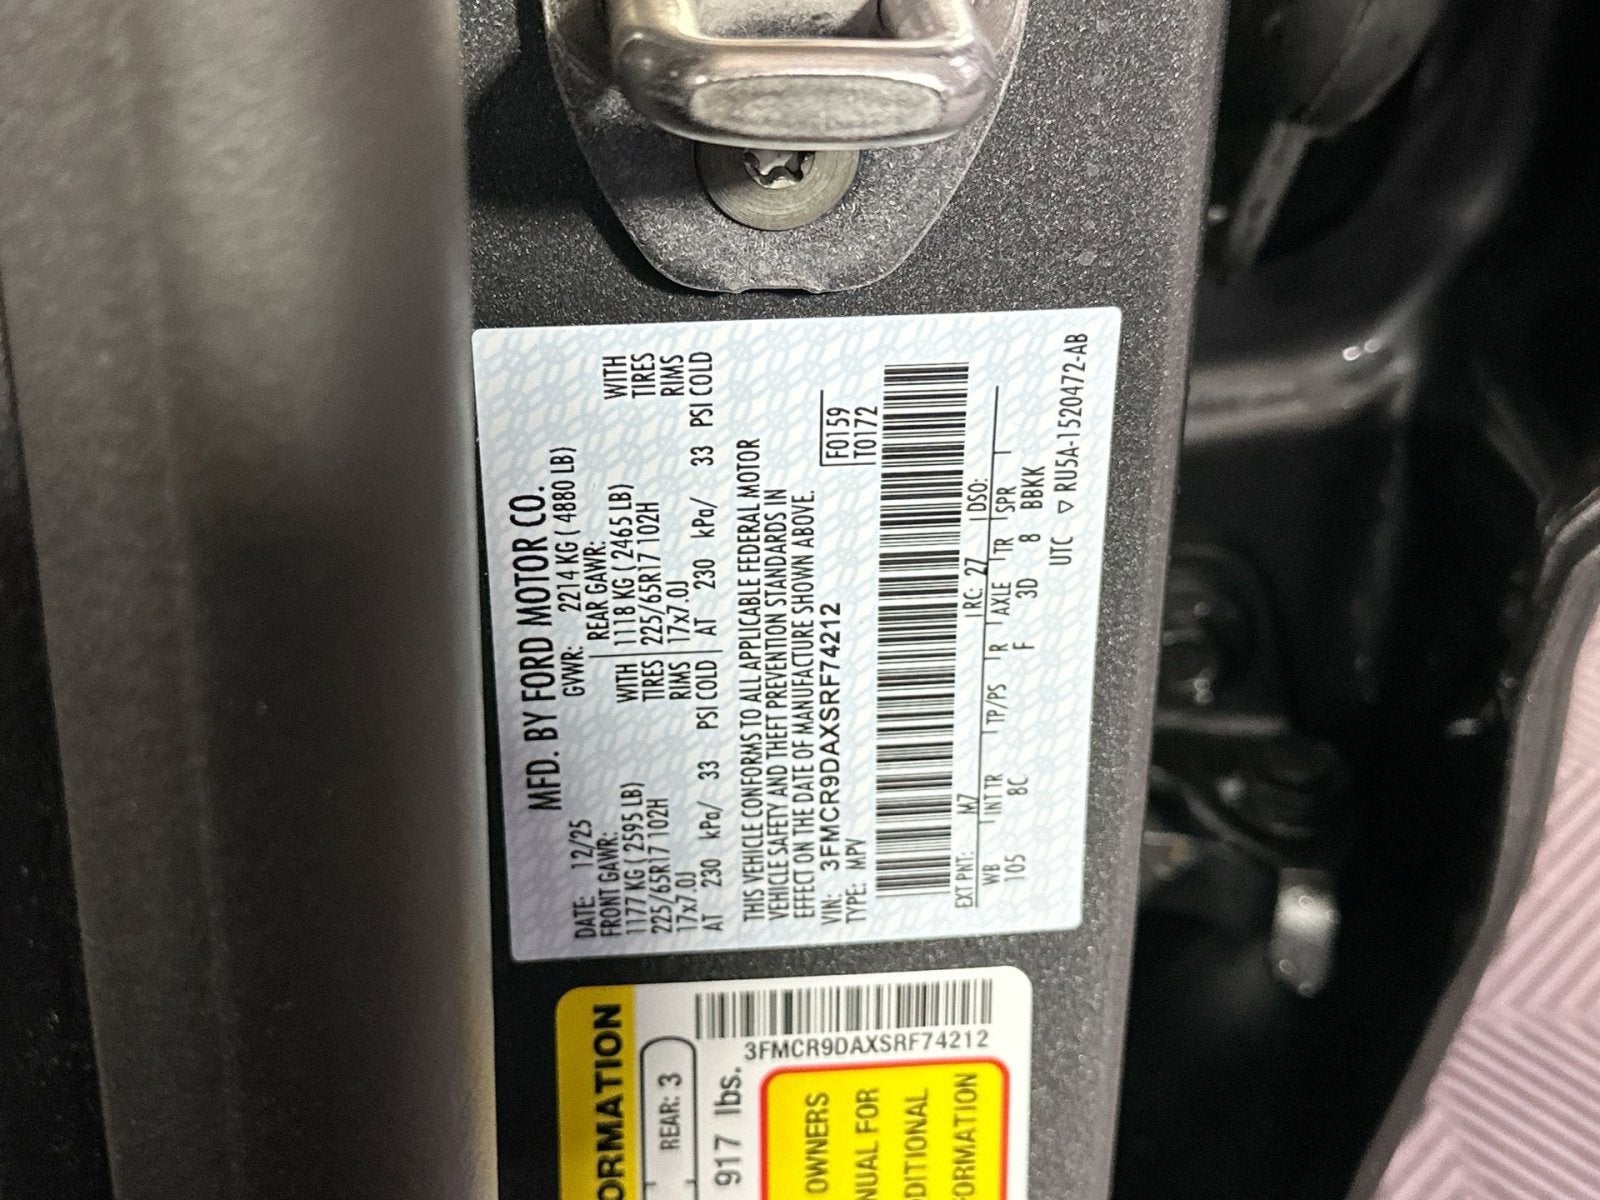 MFD. BY FORD MOTOR CO.
DATE 12/25 GVWR: 2214 KG ( 4880 LB)
FRONT GAWR: REAR GAWR:
1177 KG ( 2595 LB) WITH 1118 KG ( 2465 LB) WITH
225/65R17 102H TIRES 225/65R17 102H TIRES
17x7.0J RIMS 17x7.0J RIMS
AT 230 kPa/ 33 PSI COLD AT 230 kPa/ 33 PSI COLD
THIS VEHICLE CONFORMS TO ALL APPLICABLE FEDERAL MOTOR
VEHICLE SAFETY AND THEFT PREVENTION STANDARDS IN
EFFECT ON THE DATE OF MANUFACTURE SHOWN ABOVE.
VIN: 3FMCR9DAXSRF74212 F0159
TYPE: MPV T0172
EXT PNT: M7 RC: 27 DSO:
WB INT TR TP/PS R AXLE TR SPR
105 8C F 3D 8 BBKK
UTC ▽ RU5A-1520472-AB
ORMATION
REAR: 3
917 lbs.
3FMCR9DAXSRF74212
OWNERS
NUAL FOR
DITIONAL
FORMATION